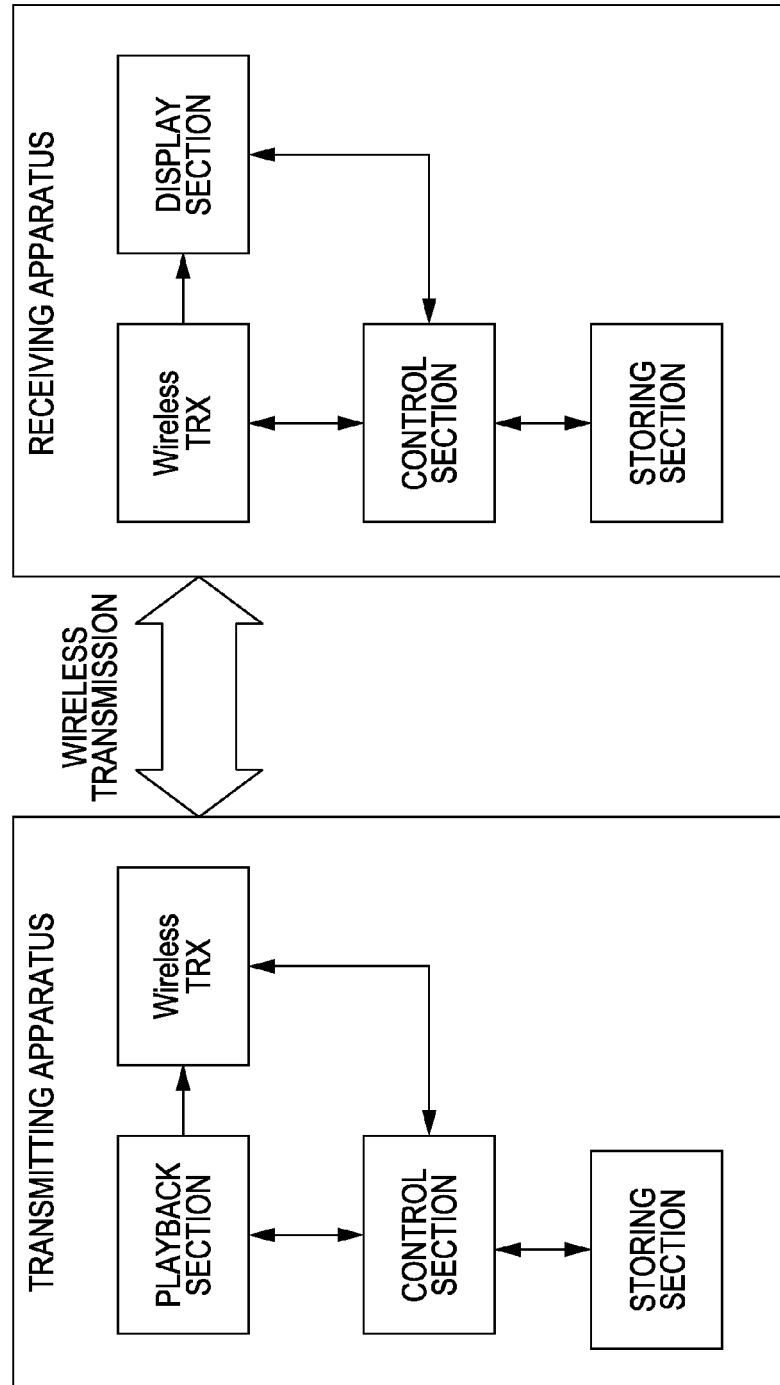 TRANSMITTING APPARATUS
PLAYBACK
SECTION
Wireless
TRX
CONTROL
SECTION
STORING
SECTION
WIRELESS
TRANSMISSION
RECEIVING APPARATUS
Wireless
TRX
DISPLAY
SECTION
CONTROL
SECTION
STORING
SECTION